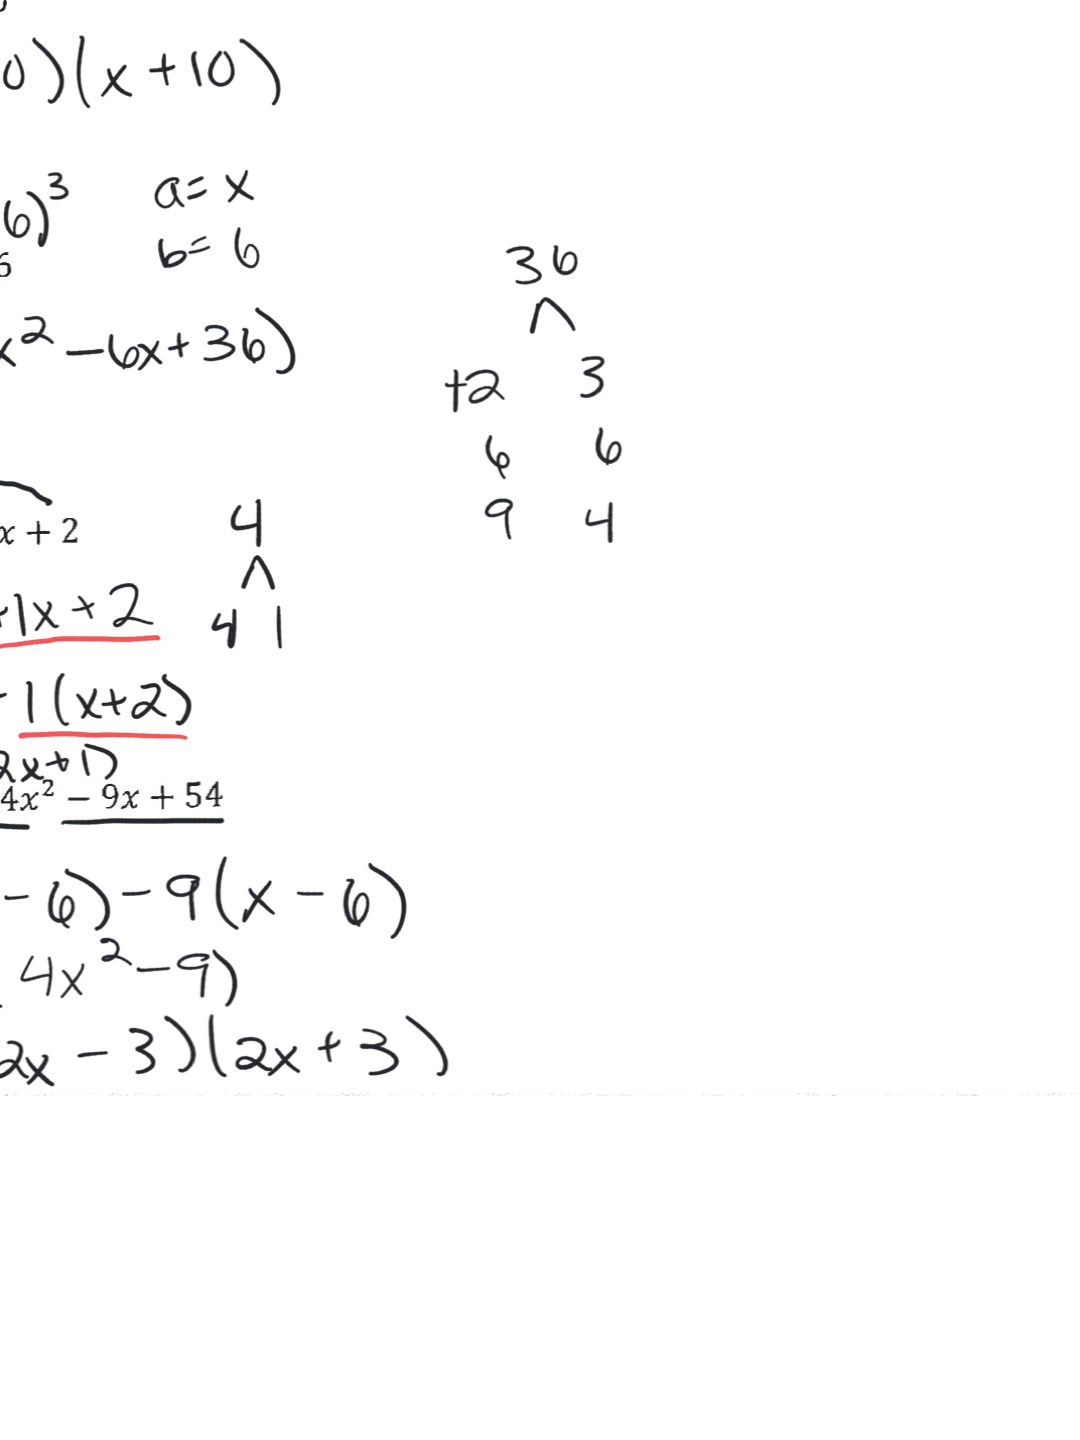 0)(x+10)
6)³ a= x
b= 6
6
x² -6x+36)
36
+2 3
6 6
9 4
x + 2
4
4 1
+1x + 2
+1(x+2)
2x+1)
4x² − 9x + 54
- 6) - 9(x - 6)
4x² - 9)
2x - 3)(2x + 3)